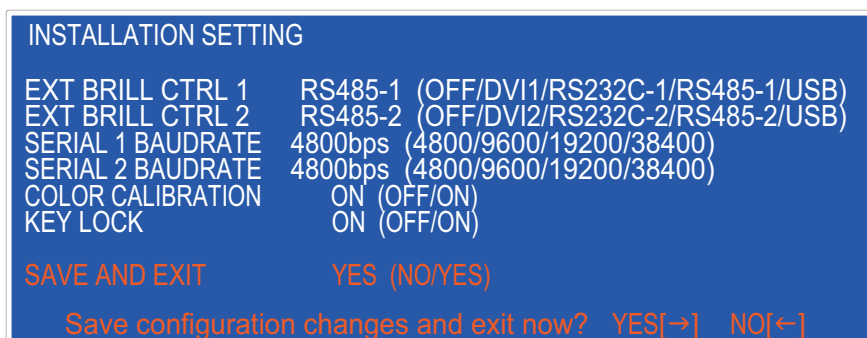 INSTALLATION SETTING
EXT BRILL CTRL 1 RS485-1 (OFF/DVI1/RS232C-1/RS485-1/USB)
EXT BRILL CTRL 2 RS485-2 (OFF/DVI2/RS232C-2/RS485-2/USB)
SERIAL 1 BAUDRATE 4800bps (4800/9600/19200/38400)
SERIAL 2 BAUDRATE 4800bps (4800/9600/19200/38400)
COLOR CALIBRATION ON (OFF/ON)
KEY LOCK ON (OFF/ON)
SAVE AND EXIT YES (NO/YES)
Save configuration changes and exit now? YES[→] NO[←]